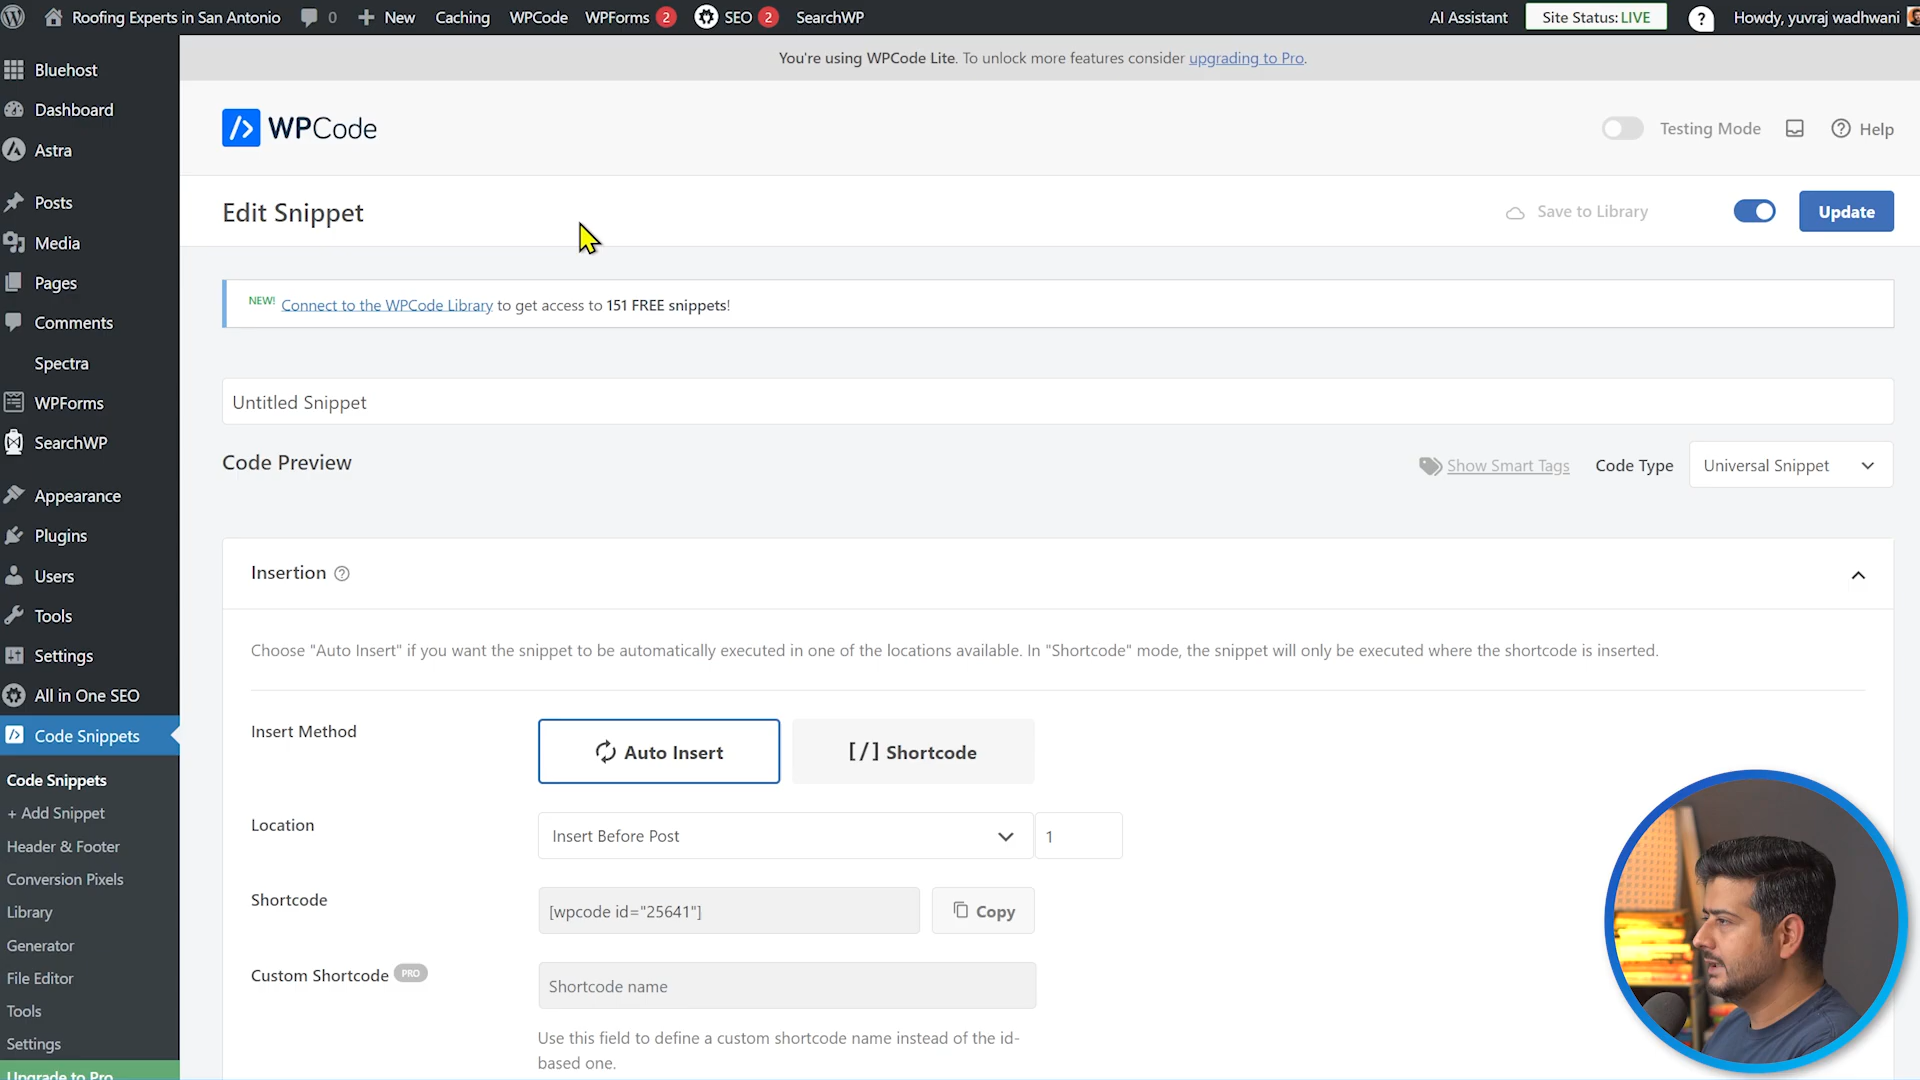 Roofing Experts in San Antonio 0 New Caching WPCode WPForms 2 SEO 2 SearchWP AI Assistant Site Status: LIVE ? Howdy, yuvraj wadhwani
You're using WPCode Lite. To unlock more features consider upgrading to Pro.
Bluehost
Dashboard
Astra
Posts
Media
Pages
Comments
Spectra
WPForms
SearchWP
Appearance
Plugins
Users
Tools
Settings
All in One SEO
Code Snippets
Code Snippets
+ Add Snippet
Header & Footer
Conversion Pixels
Library
Generator
File Editor
Tools
Settings
Upgrade to Pro
WPCode
Testing Mode Help
Edit Snippet
Save to Library Update
NEW! Connect to the WPCode Library to get access to 151 FREE snippets!
Untitled Snippet
Code Preview Show Smart Tags Code Type Universal Snippet
Insertion
Choose "Auto Insert" if you want the snippet to be automatically executed in one of the locations available. In "Shortcode" mode, the snippet will only be executed where the shortcode is inserted.
Insert Method Auto Insert [/] Shortcode
Location Insert Before Post 1
Shortcode [wpcode id="25641"] Copy
Custom Shortcode PRO Shortcode name
Use this field to define a custom shortcode name instead of the id-
based one.